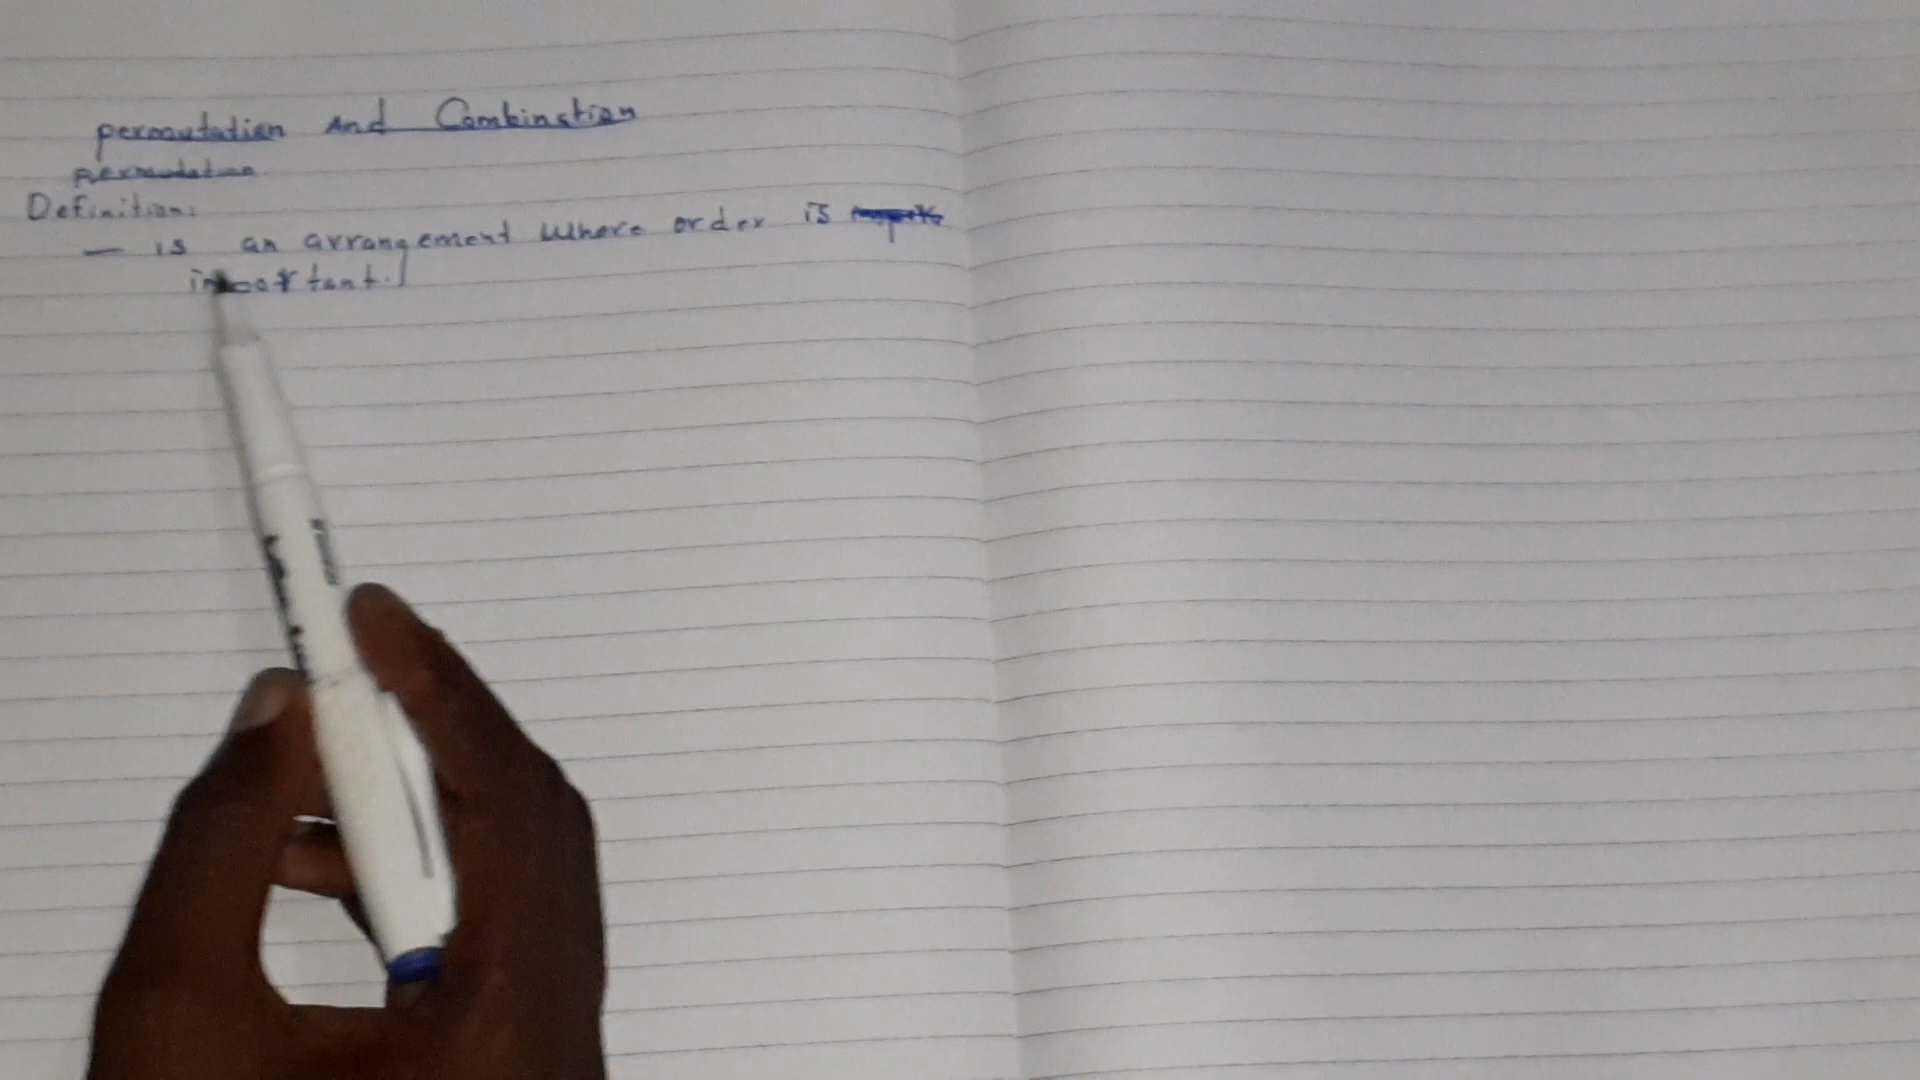 permutation And Combination
permutation
Definition:
— is an arrangement where order is
important.